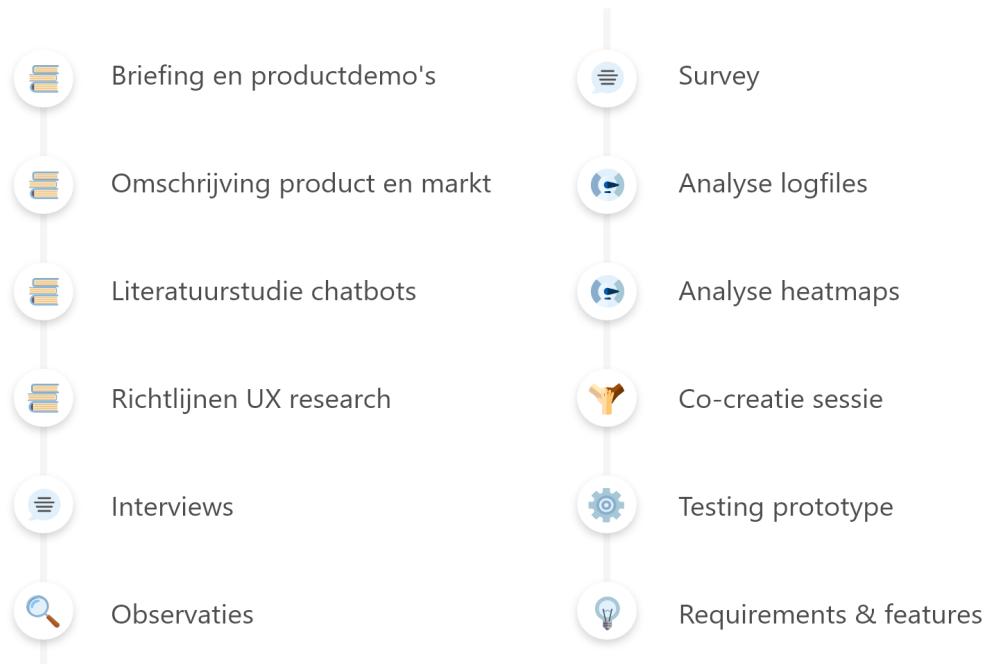 Briefing en productdemo's
Omschrijving product en markt
Literatuurstudie chatbots
Richtlijnen UX research
Interviews
Observaties
Survey
Analyse logfiles
Analyse heatmaps
Co-creatie sessie
Testing prototype
Requirements & features